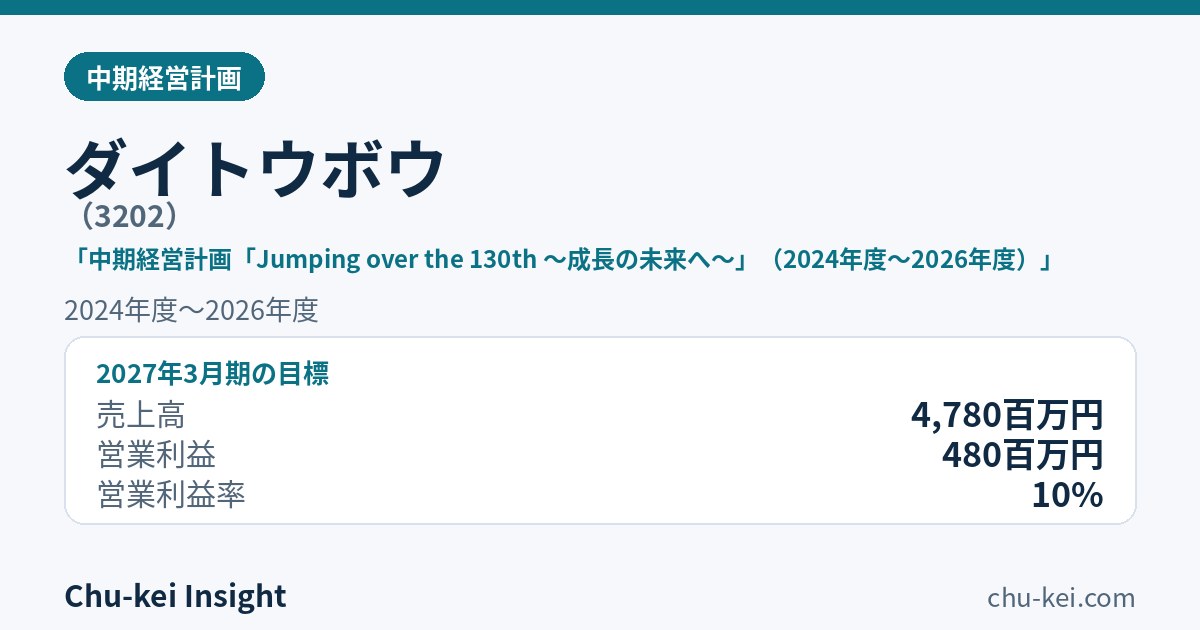 中期経営計画
ダイトウボウ
（3202）
「中期経営計画「Jumping over the 130th ～成長の未来へ～」（2024年度～2026年度）」
2024年度～2026年度
2027年3月期の目標
売上高 4,780百万円
営業利益 480百万円
営業利益率 10%
Chu-kei Insight chu-kei.com